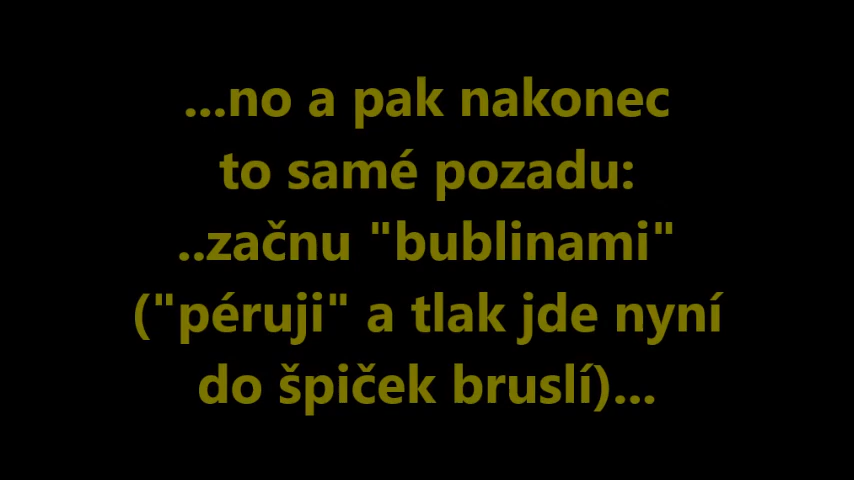 ...no a pak nakonec
to samé pozadu:
..začnu "bublinami"
("péruji" a tlak jde nyní
do špiček bruslí)...